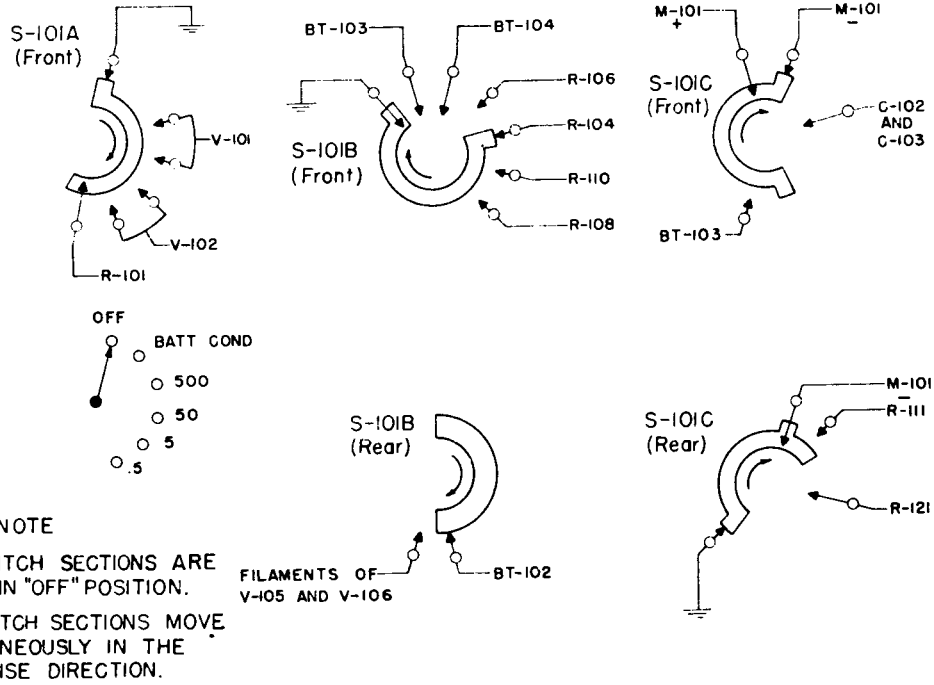 S-101A
(Front)
V-101
V-102
R-101
BT-103
BT-104
R-106
R-104
R-110
R-108
S-101B
(Front)
M-101
+
M-101
–
S-101C
(Front)
C-102
AND
C-103
BT-103
OFF
BATT COND
500
50
5
.5
S-101B
(Rear)
FILAMENTS OF
V-105 AND V-106
BT-102
S-101C
(Rear)
M-101
–
R-111
R-121
NOTE
ITCH SECTIONS ARE
IN "OFF" POSITION.
TCH SECTIONS MOVE
NEOUSLY IN THE
ISE DIRECTION.